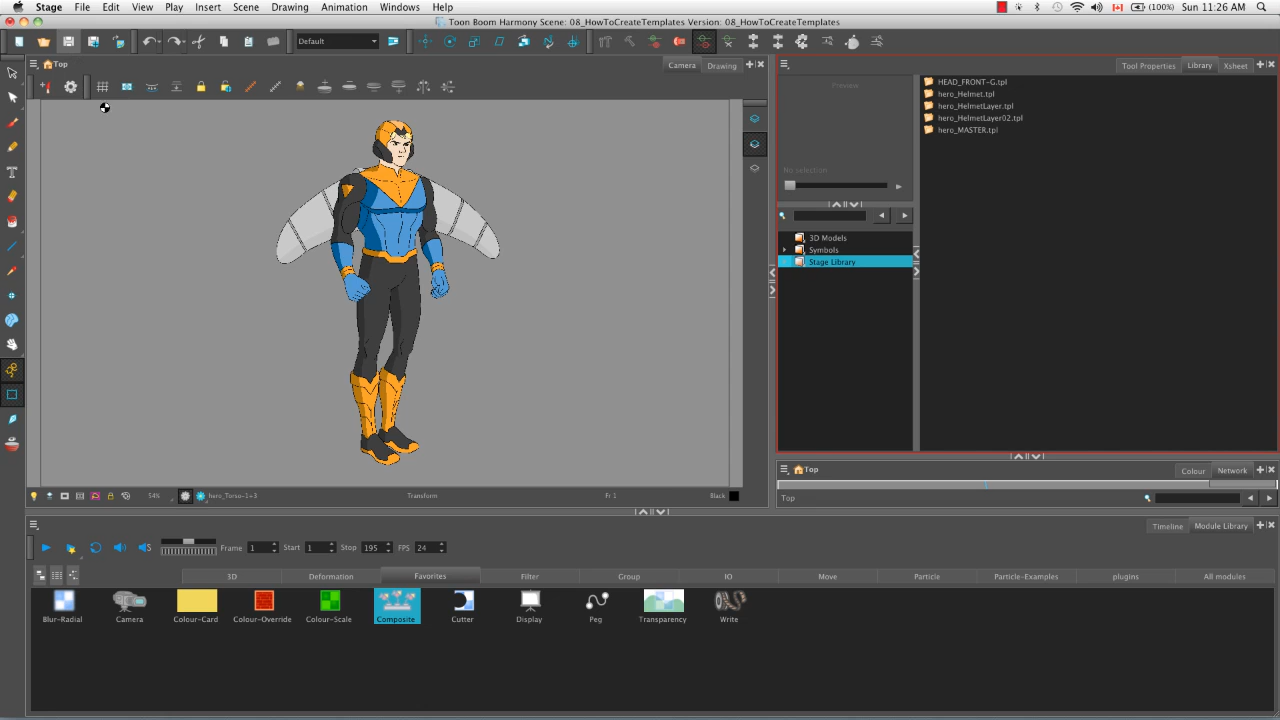 Stage File Edit View Play Insert Scene Drawing Animation Windows Help (100%) Sun 11:26 AM
Toon Boom Harmony Scene: 08_HowToCreateTemplates Version: 08_HowToCreateTemplates
Default
Top Camera Drawing
Tool Properties Library Xsheet
Preview
No selection
HEAD_FRONT-G.tpl
hero_Helmet.tpl
hero_HelmetLayer.tpl
hero_HelmetLayer02.tpl
hero_MASTER.tpl
3D Models
Symbols
Stage Library
54% hero_Torso-1+3 Transform Fr 1 Black
Top Colour Network
Top
Timeline Module Library
Frame 1 Start 1 Stop 195 FPS 24
3D Deformation Favorites Filter Group IO Move Particle Particle-Examples plugins All modules
Blur-Radial Camera Colour-Card Colour-Override Colour-Scale Composite Cutter Display Peg Transparency Write